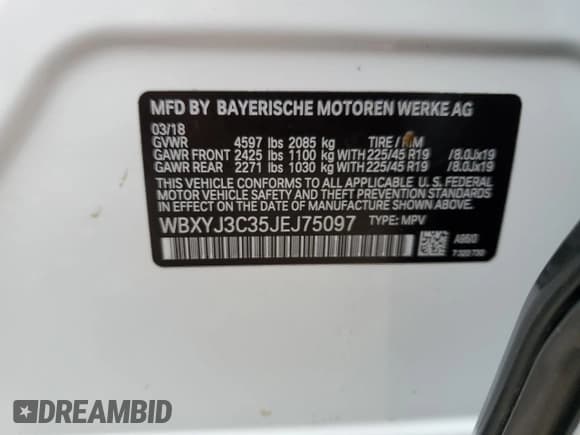 MFD BY BAYERISCHE MOTOREN WERKE AG
03/18
GVWR 4597 lbs 2085 kg TIRE / RIM
GAWR FRONT 2425 lbs 1100 kg WITH 225/45 R19 /8.0Jx19
GAWR REAR 2271 lbs 1030 kg WITH 225/45 R19 /8.0Jx19
THIS VEHICLE CONFORMS TO ALL APPLICABLE U.S. FEDERAL
MOTOR VEHICLE SAFETY AND THEFT PREVENTION STANDARDS
IN EFFECT ON THE DATE OF MANUFACTURE SHOWN ABOVE.
WBXYJ3C35JEJ75097 TYPE: MPV
DREAMBID